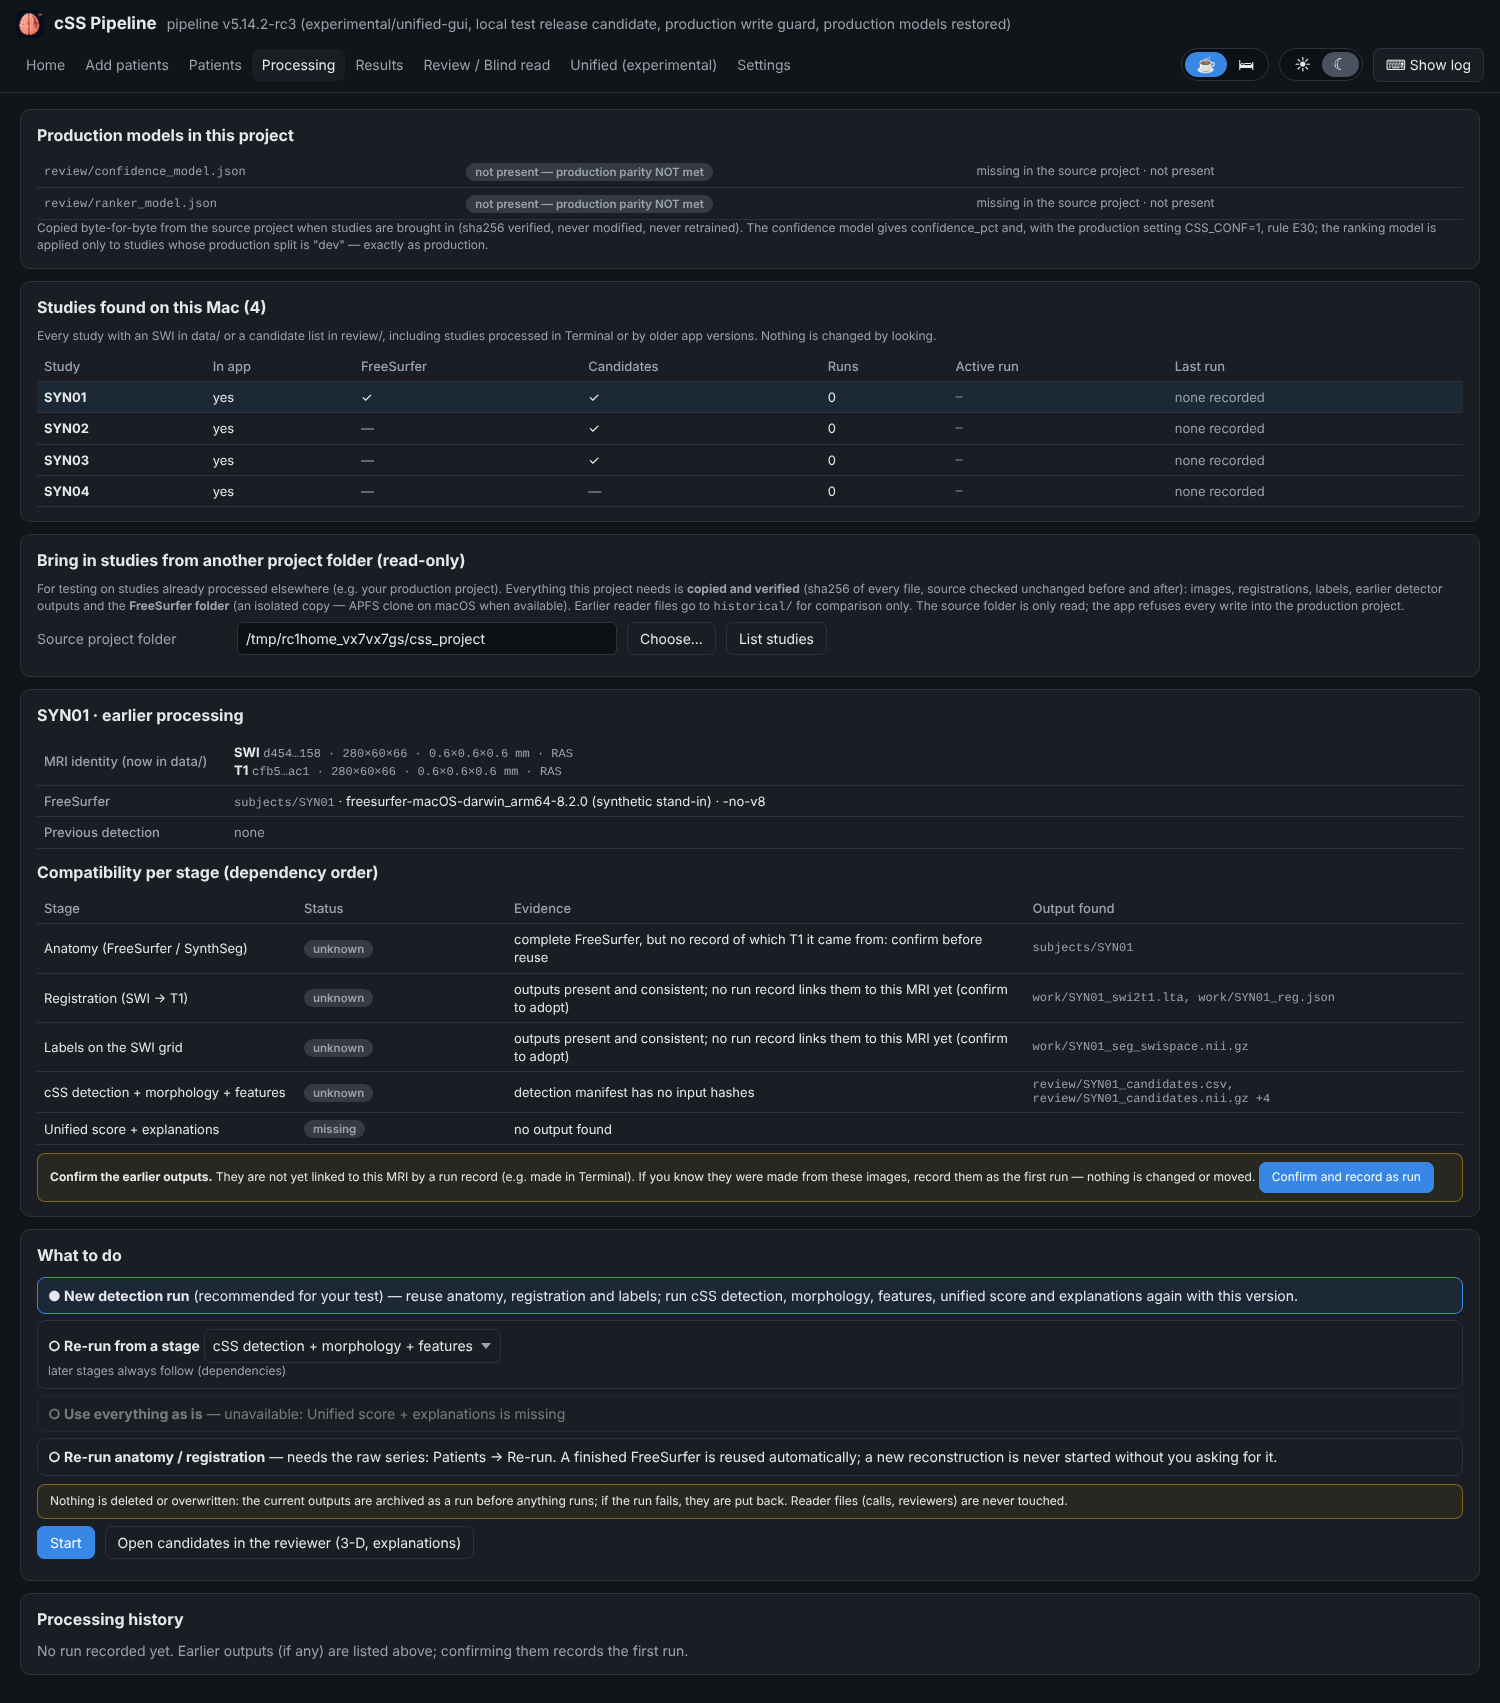 cSS Pipeline pipeline v5.14.2-rc3 (experimental/unified-gui, local test release candidate, production write guard, production models restored)
Home Add patients Patients Processing Results Review / Blind read Unified (experimental) Settings Show log
Production models in this project
review/confidence_model.json not present — production parity NOT met missing in the source project · not present
review/ranker_model.json not present — production parity NOT met missing in the source project · not present
Copied byte-for-byte from the source project when studies are brought in (sha256 verified, never modified, never retrained). The confidence model gives confidence_pct and, with the production setting CSS_CONF=1, rule E30; the ranking model is
applied only to studies whose production split is "dev" — exactly as production.
Studies found on this Mac (4)
Every study with an SWI in data/ or a candidate list in review/, including studies processed in Terminal or by older app versions. Nothing is changed by looking.
Study In app FreeSurfer Candidates Runs Active run Last run
SYN01 yes ✓ ✓ 0 – none recorded
SYN02 yes — ✓ 0 – none recorded
SYN03 yes — ✓ 0 – none recorded
SYN04 yes — — 0 – none recorded
Bring in studies from another project folder (read-only)
For testing on studies already processed elsewhere (e.g. your production project). Everything this project needs is copied and verified (sha256 of every file, source checked unchanged before and after): images, registrations, labels, earlier detector
outputs and the FreeSurfer folder (an isolated copy — APFS clone on macOS when available). Earlier reader files go to historical/ for comparison only. The source folder is only read; the app refuses every write into the production project.
Source project folder /tmp/rc1home_vx7vx7gs/css_project Choose... List studies
SYN01 · earlier processing
MRI identity (now in data/) SWI d454…158 · 280×60×66 · 0.6×0.6×0.6 mm · RAS
T1 cfb5…ac1 · 280×60×66 · 0.6×0.6×0.6 mm · RAS
FreeSurfer subjects/SYN01 · freesurfer-macOS-darwin_arm64-8.2.0 (synthetic stand-in) · -no-v8
Previous detection none
Compatibility per stage (dependency order)
Stage Status Evidence Output found
Anatomy (FreeSurfer / SynthSeg) unknown complete FreeSurfer, but no record of which T1 it came from: confirm before
reuse subjects/SYN01
Registration (SWI → T1) unknown outputs present and consistent; no run record links them to this MRI yet (confirm
to adopt) work/SYN01_swi2t1.lta, work/SYN01_reg.json
Labels on the SWI grid unknown outputs present and consistent; no run record links them to this MRI yet (confirm
to adopt) work/SYN01_seg_swispace.nii.gz
cSS detection + morphology + features unknown detection manifest has no input hashes review/SYN01_candidates.csv,
review/SYN01_candidates.nii.gz +4
Unified score + explanations missing no output found
Confirm the earlier outputs. They are not yet linked to this MRI by a run record (e.g. made in Terminal). If you know they were made from these images, record them as the first run — nothing is changed or moved. Confirm and record as run
What to do
New detection run (recommended for your test) — reuse anatomy, registration and labels; run cSS detection, morphology, features, unified score and explanations again with this version.
Re-run from a stage cSS detection + morphology + features
later stages always follow (dependencies)
Use everything as is — unavailable: Unified score + explanations is missing
Re-run anatomy / registration — needs the raw series: Patients → Re-run. A finished FreeSurfer is reused automatically; a new reconstruction is never started without you asking for it.
Nothing is deleted or overwritten: the current outputs are archived as a run before anything runs; if the run fails, they are put back. Reader files (calls, reviewers) are never touched.
Start Open candidates in the reviewer (3-D, explanations)
Processing history
No run recorded yet. Earlier outputs (if any) are listed above; confirming them records the first run.